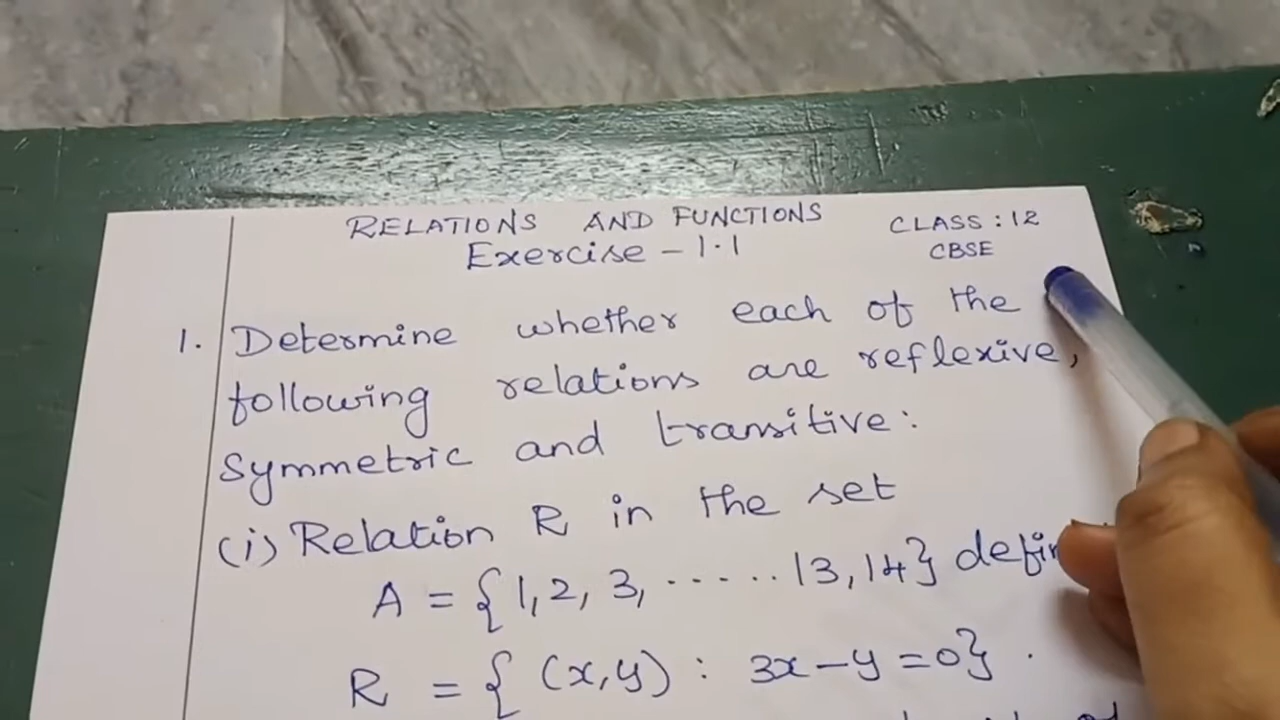 RELATIONS AND FUNCTIONS CLASS : 12
Exercise - 1.1 CBSE
1. Determine whether each of the
following relations are reflexive,
Symmetric and transitive :
(i) Relation R in the set
A = {1, 2, 3, ...... 13, 14}
R = { (x, y) : 3x - y = 0} .